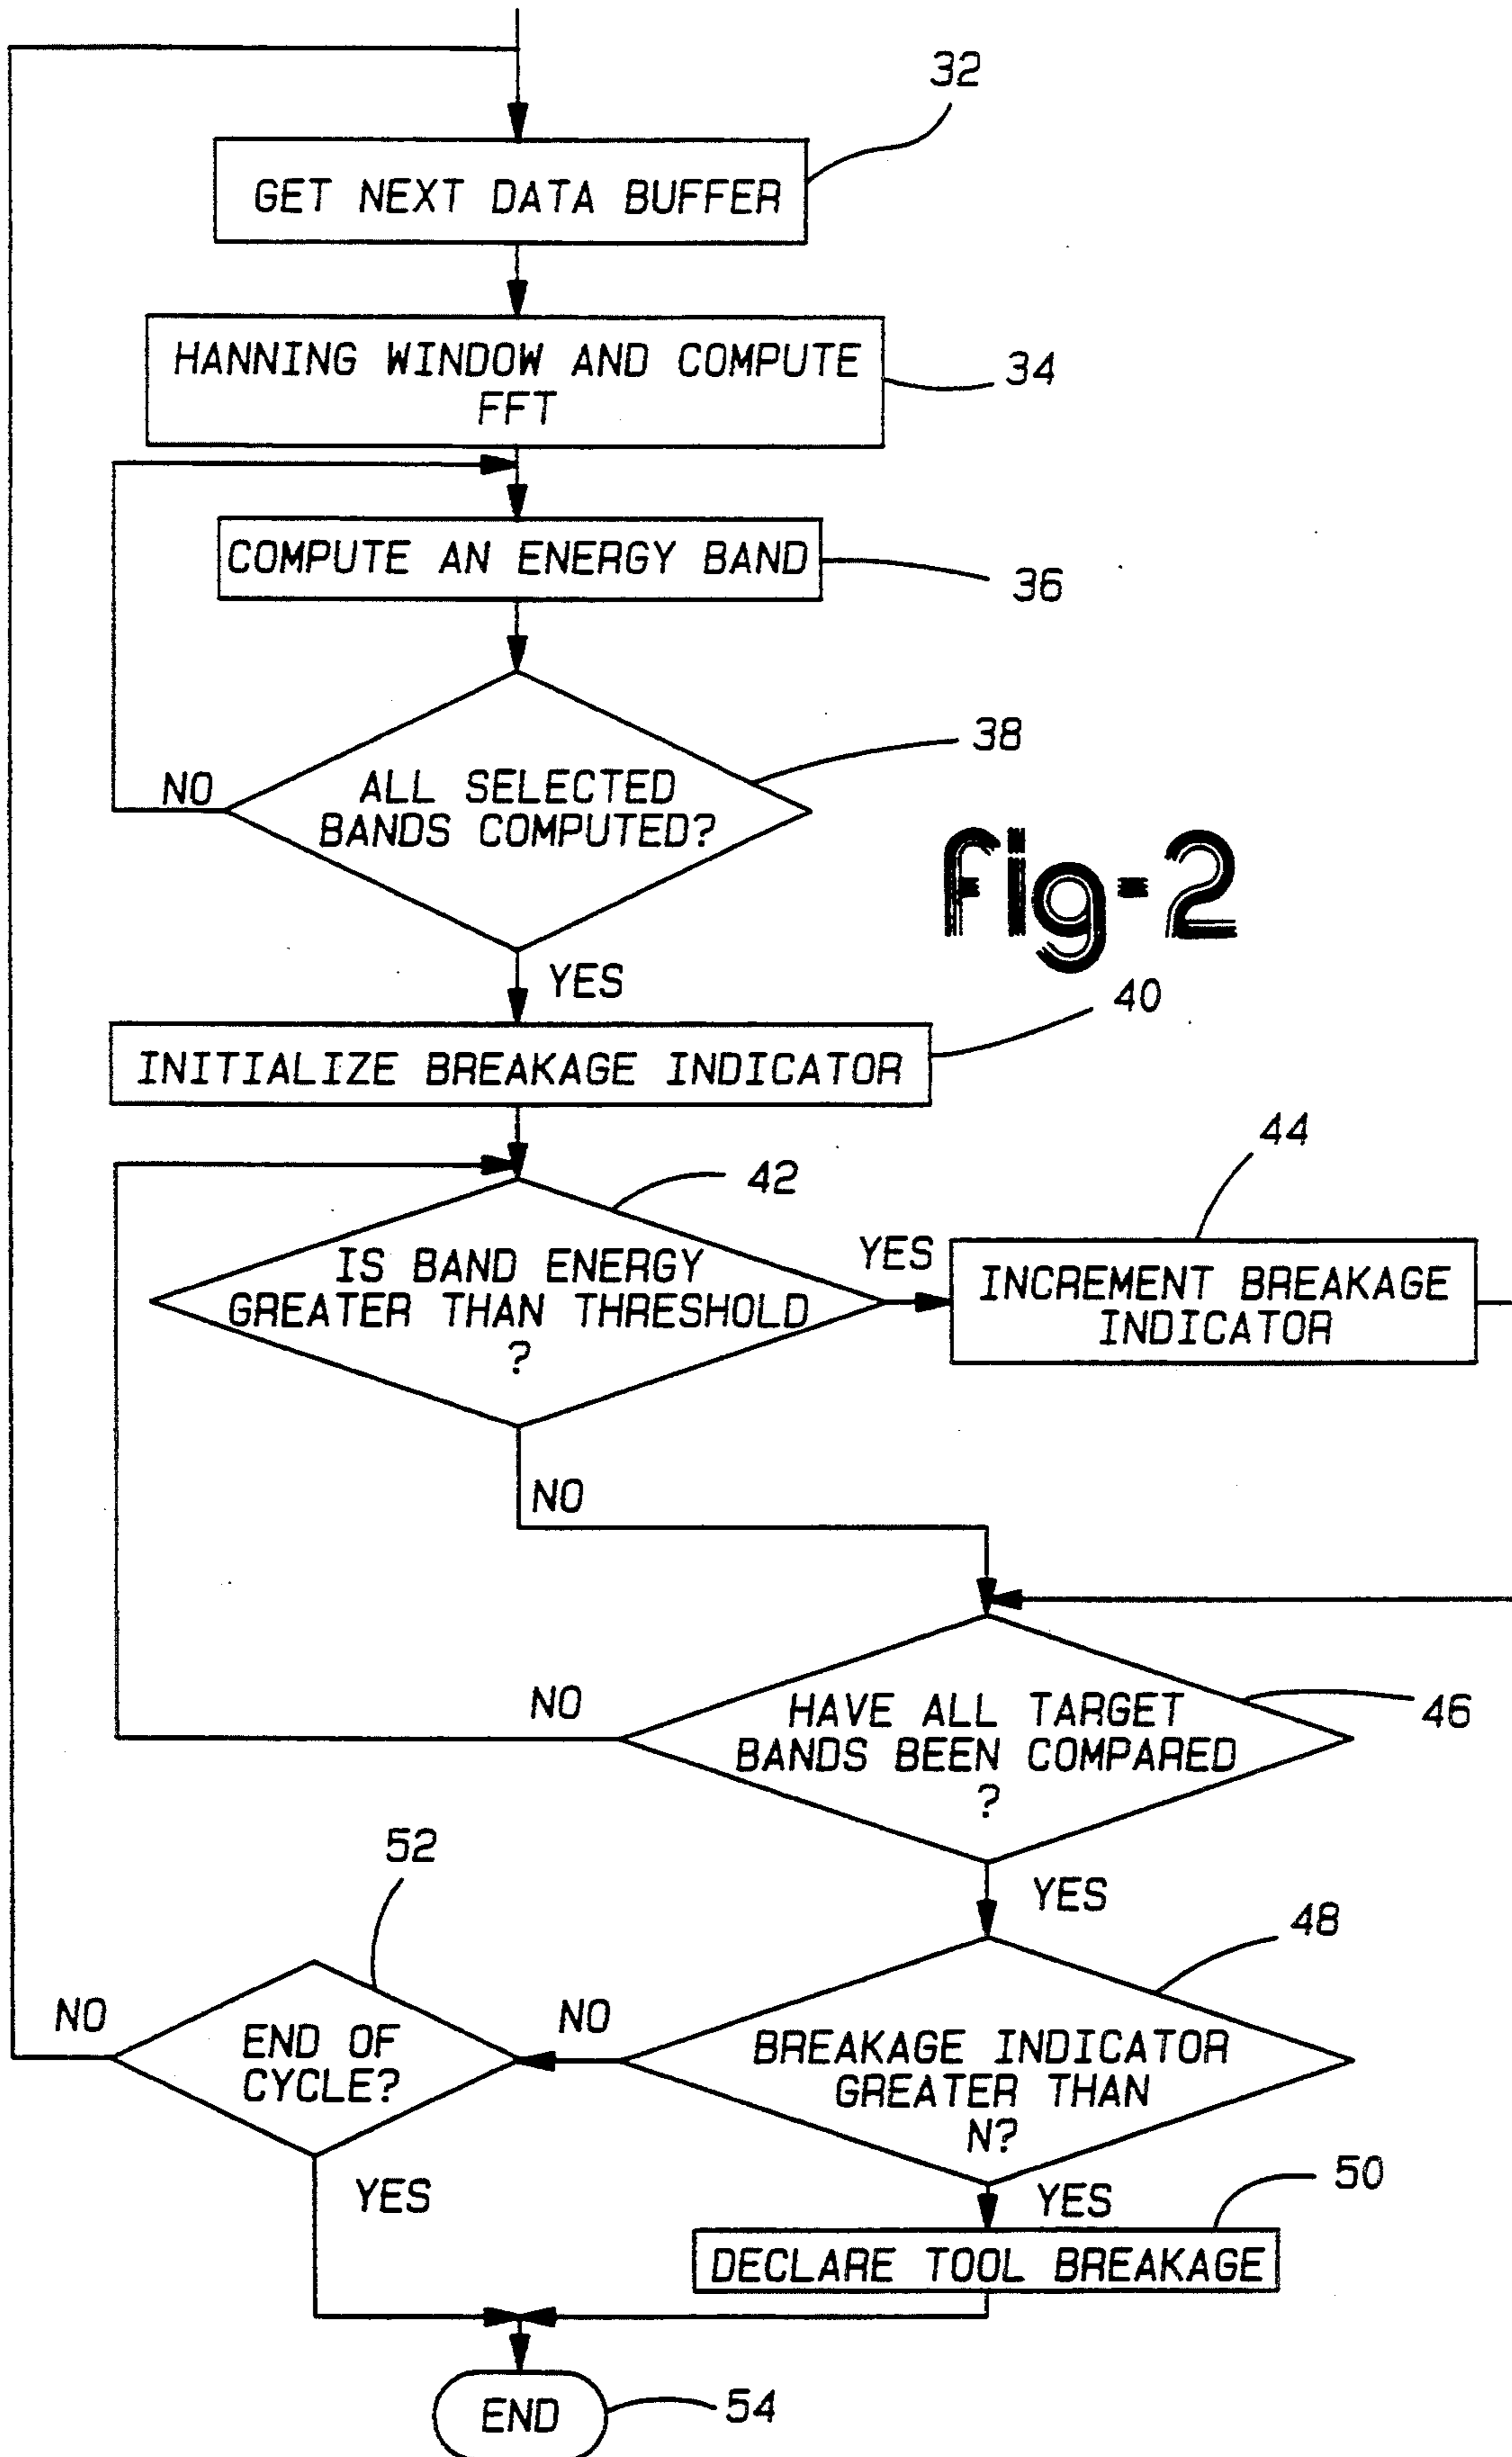 32
GET NEXT DATA BUFFER
HANNING WINDOW AND COMPUTE
FFT
34
COMPUTE AN ENERGY BAND
36
38
ALL SELECTED
BANDS COMPUTED?
NO
fig-2
YES
40
INITIALIZE BREAKAGE INDICATOR
44
42
YES
IS BAND ENERGY
GREATER THAN THRESHOLD
?
INCREMENT BREAKAGE
INDICATOR
NO
NO
HAVE ALL TARGET
BANDS BEEN COMPARED
?
46
52
YES
48
NO
END OF
CYCLE?
NO
BREAKAGE INDICATOR
GREATER THAN
N?
YES
YES
50
DECLARE TOOL BREAKAGE
END
54